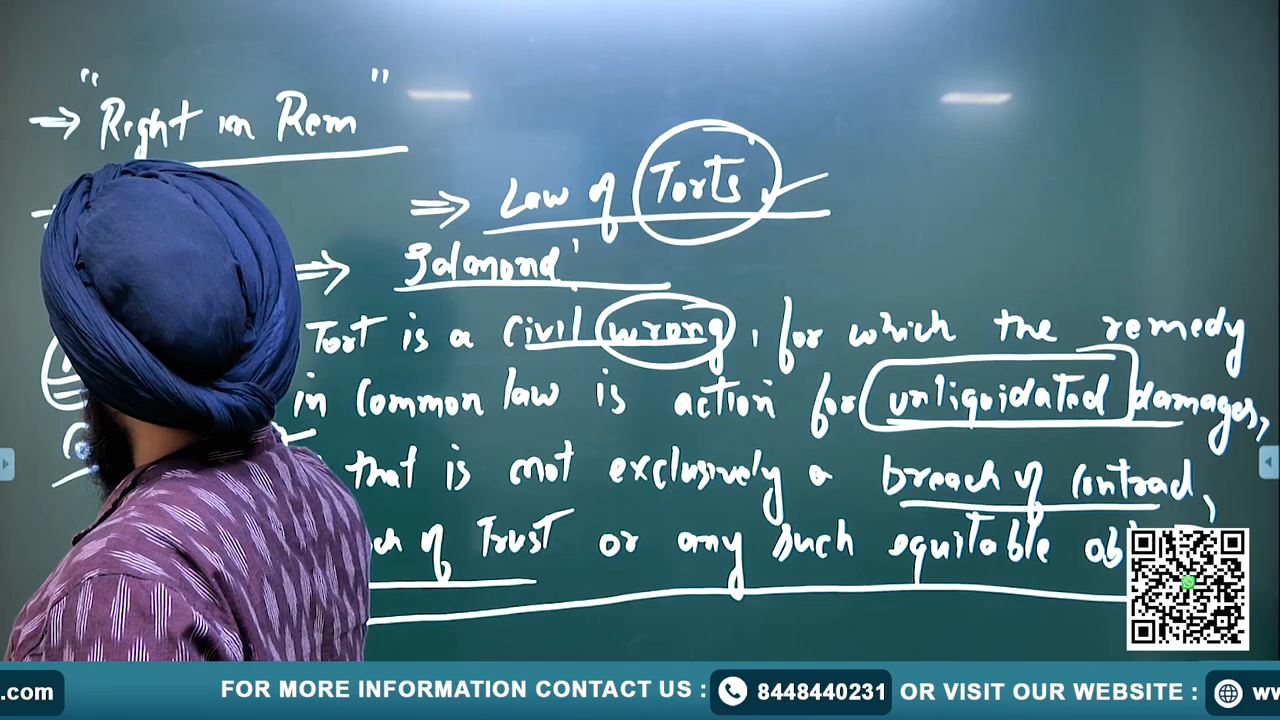 "Right in Rem"
⇒ Law of Torts.
⇒ Salmond'
Tort is a civil wrong, for which the remedy
in common law is action for unliquidated damages,
that is not exclusively a breach of contract,
of Trust or any such equitable
.com FOR MORE INFORMATION CONTACT US : 8448440231 OR VISIT OUR WEBSITE :